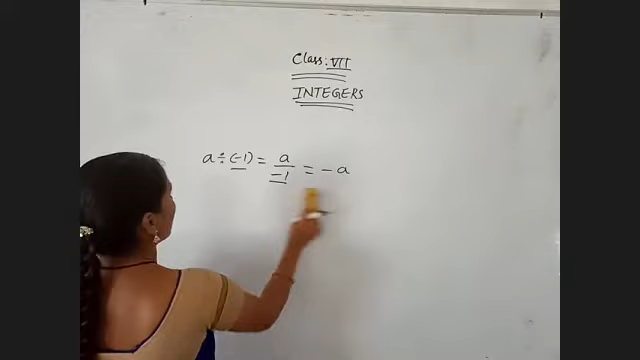 Class: VII
INTEGERS
a ÷ (-1) = a/-1 = -a